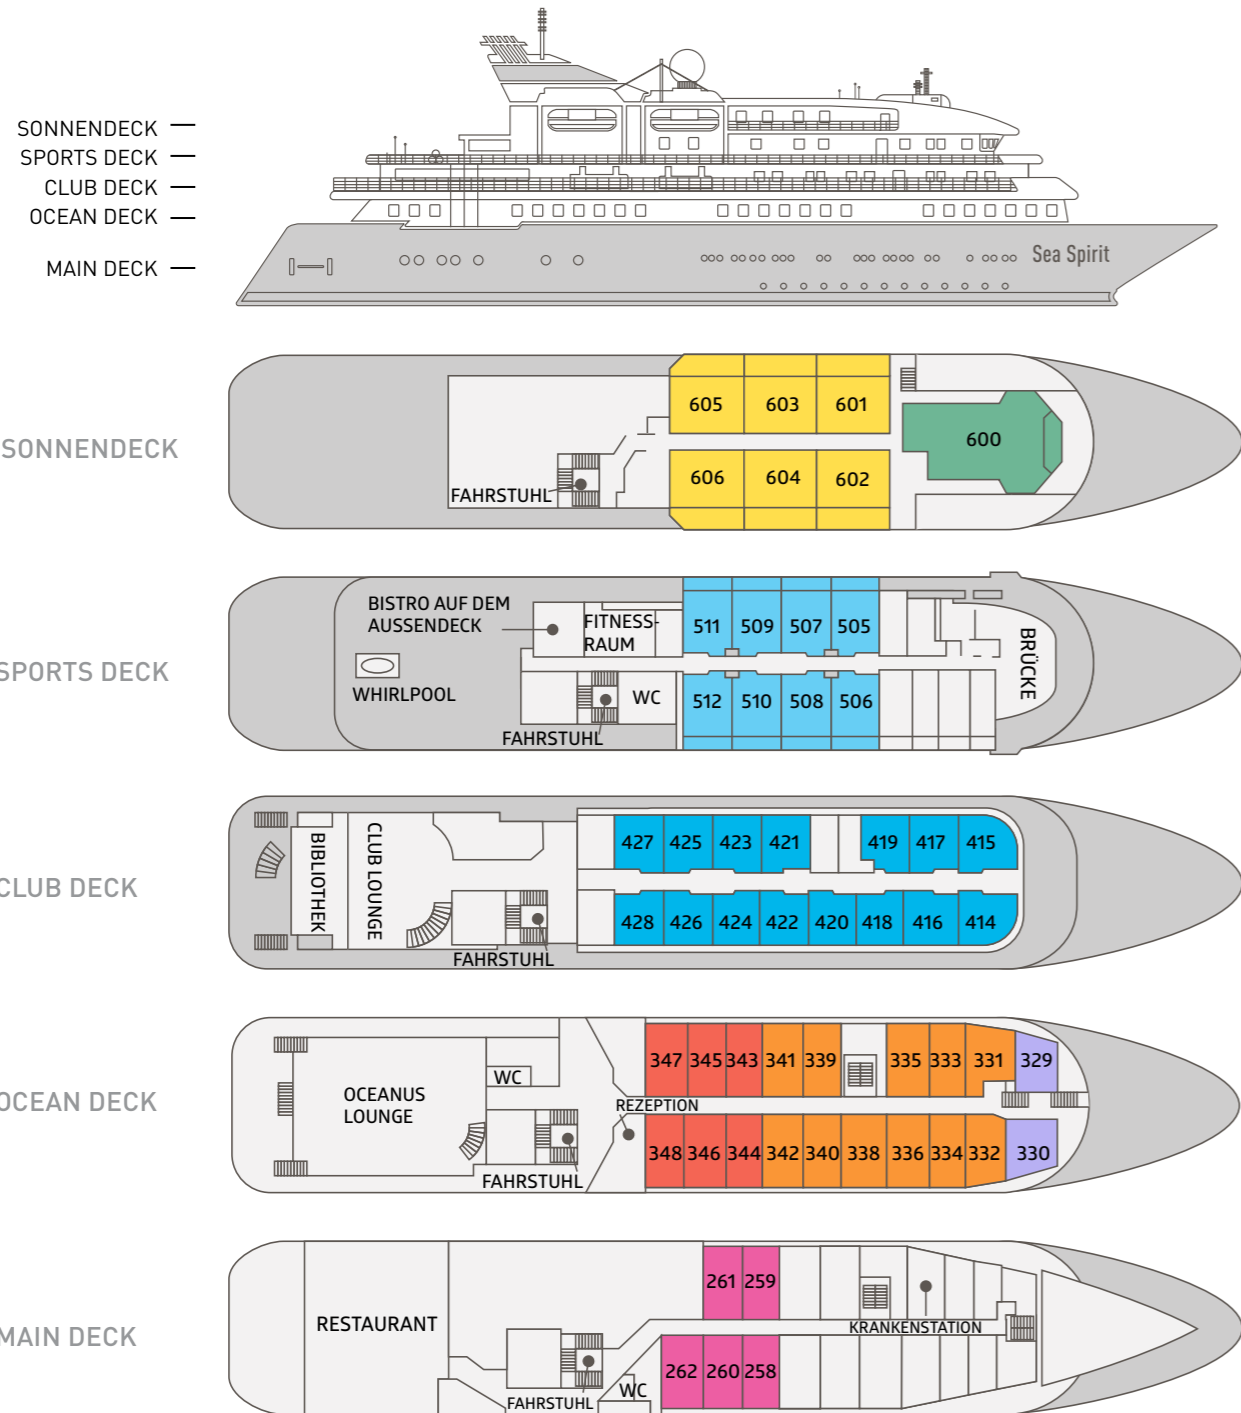 SONNENDECK
SPORTS DECK
CLUB DECK
OCEAN DECK
MAIN DECK
Sea Spirit
SONNENDECK
605 603 601
600
606 604 602
FAHRSTUHL
SPORTS DECK
BISTRO AUF DEM
AUSSENDECK
FITNESS-
RAUM
511 509 507 505
BRÜCKE
WHIRLPOOL
WC
512 510 508 506
FAHRSTUHL
CLUB DECK
BIBLIOTHEK
CLUB LOUNGE
427 425 423 421 419 417 415
428 426 424 422 420 418 416 414
FAHRSTUHL
OCEAN DECK
OCEANUS
LOUNGE
WC
347 345 343 341 339 335 333 331 329
REZEPTION
348 346 344 342 340 338 336 334 332 330
FAHRSTUHL
MAIN DECK
RESTAURANT
261 259
KRANKENSTATION
262 260 258
WC
FAHRSTUHL